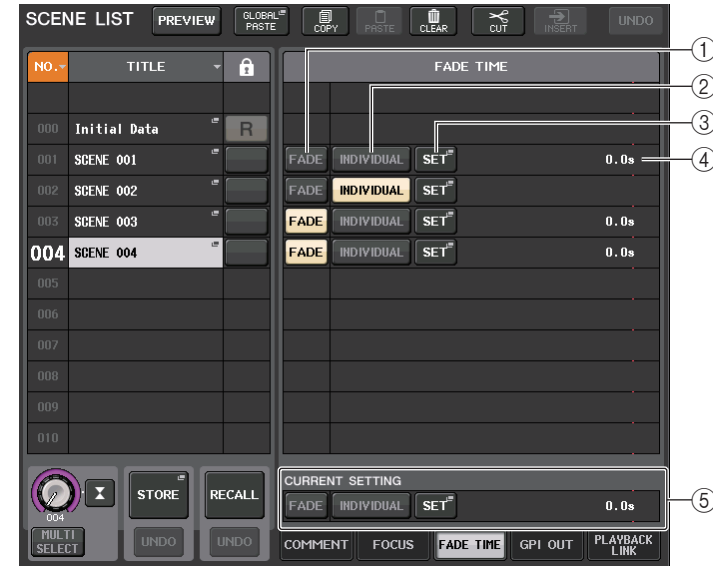 SCENE LIST PREVIEW GLOBAL PASTE COPY PASTE CLEAR CUT INSERT UNDO
NO. TITLE FADE TIME
000 Initial Data R
001 SCENE 001 FADE INDIVIDUAL SET 0.0s
002 SCENE 002 FADE INDIVIDUAL SET
003 SCENE 003 FADE INDIVIDUAL SET 0.0s
004 SCENE 004 FADE INDIVIDUAL SET 0.0s
005
006
007
008
009
010
004
MULTI SELECT
STORE
UNDO
RECALL
UNDO
CURRENT SETTING
FADE INDIVIDUAL SET 0.0s
COMMENT FOCUS FADE TIME GPI OUT PLAYBACK LINK
1
2
3
4
5